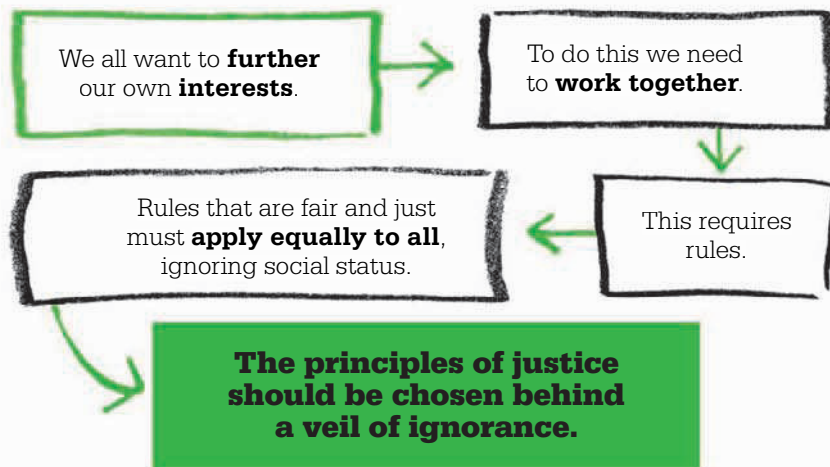 We all want to further
our own interests.
To do this we need
to work together.
This requires
rules.
Rules that are fair and just
must apply equally to all,
ignoring social status.
The principles of justice
should be chosen behind
a veil of ignorance.